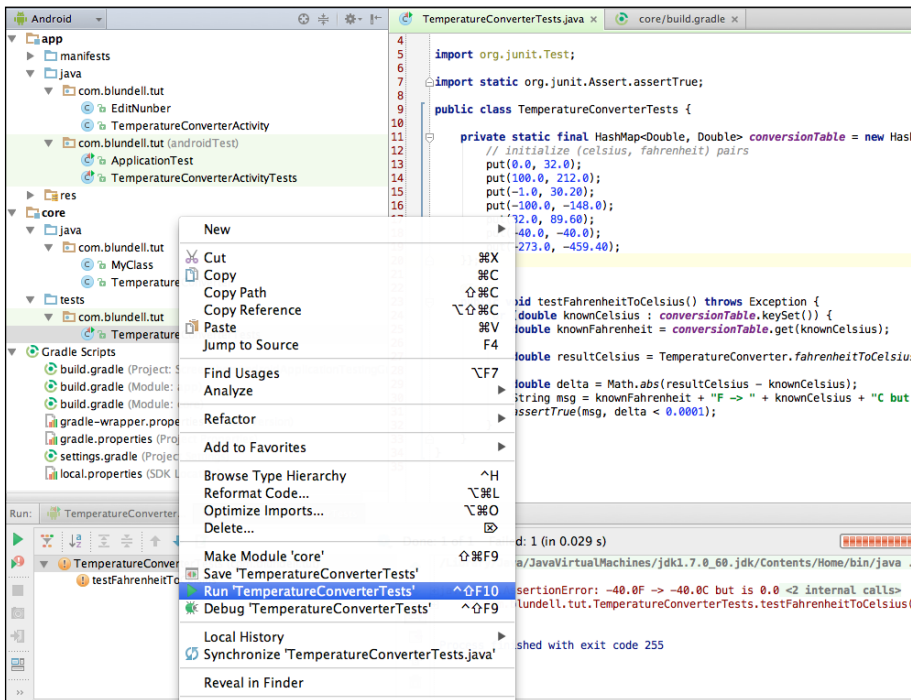 Android
app
manifests
java
com.blundell.tut
EditNunber
TemperatureConverterActivity
com.blundell.tut (androidTest)
ApplicationTest
TemperatureConverterActivityTests
res
core
java
com.blundell.tut
MyClass
Temperature
tests
com.blundell.tut
Temperature
Gradle Scripts
build.gradle (Project: S
build.gradle (Module: a
build.gradle (Module: c
gradle-wrapper.prope
gradle.properties (Proj
settings.gradle (Project
local.properties (SDK L
TemperatureConverterTests.java ×
core/build.gradle ×
4
5 import org.junit.Test;
6
7 import static org.junit.Assert.assertTrue;
8
9 public class TemperatureConverterTests {
10
11 private static final HashMap<Double, Double> conversionTable = new Hash
12 // initialize (celsius, fahrenheit) pairs
13 put(0.0, 32.0);
14 put(100.0, 212.0);
15 put(-1.0, 30.20);
16 put(-100.0, -148.0);
32.0, 89.60);
-40.0, -40.0);
-273.0, -459.40);
id testFahrenheitToCelsius() throws Exception {
(double knownCelsius : conversionTable.keySet()) {
double knownFahrenheit = conversionTable.get(knownCelsius);
double resultCelsius = TemperatureConverter.fahrenheitToCelsius
double delta = Math.abs(resultCelsius - knownCelsius);
String msg = knownFahrenheit + "F -> " + knownCelsius + "C but
assertTrue(msg, delta < 0.0001);
}
}
New
Cut ⌘X
Copy ⌘C
Copy Path ⇧⌘C
Copy Reference ⌥⇧⌘C
Paste ⌘V
Jump to Source F4
Find Usages ⌥F7
Analyze
Refactor
Add to Favorites
Browse Type Hierarchy ^H
Reformat Code... ⌥⌘L
Optimize Imports... ⌥⌘O
Delete... ⌦
Make Module 'core' ⇧⌘F9
Save 'TemperatureConverterTests'
Run 'TemperatureConverterTests' ^⇧F10
Debug 'TemperatureConverterTests' ^⇧F9
Local History
Synchronize 'TemperatureConverterTests.java'
Reveal in Finder
Run: TemperatureConverter
TemperatureConver
testFahrenheitTo
d: 1 (in 0.029 s)
a/JavaVirtualMachines/jdk1.7.0_60.jdk/Contents/Home/bin/java .
sertionError: -40.0F -> -40.0C but is 0.0 <2 internal calls>
lundell.tut.TemperatureConverterTests.testFahrenheitToCelsius(
shed with exit code 255